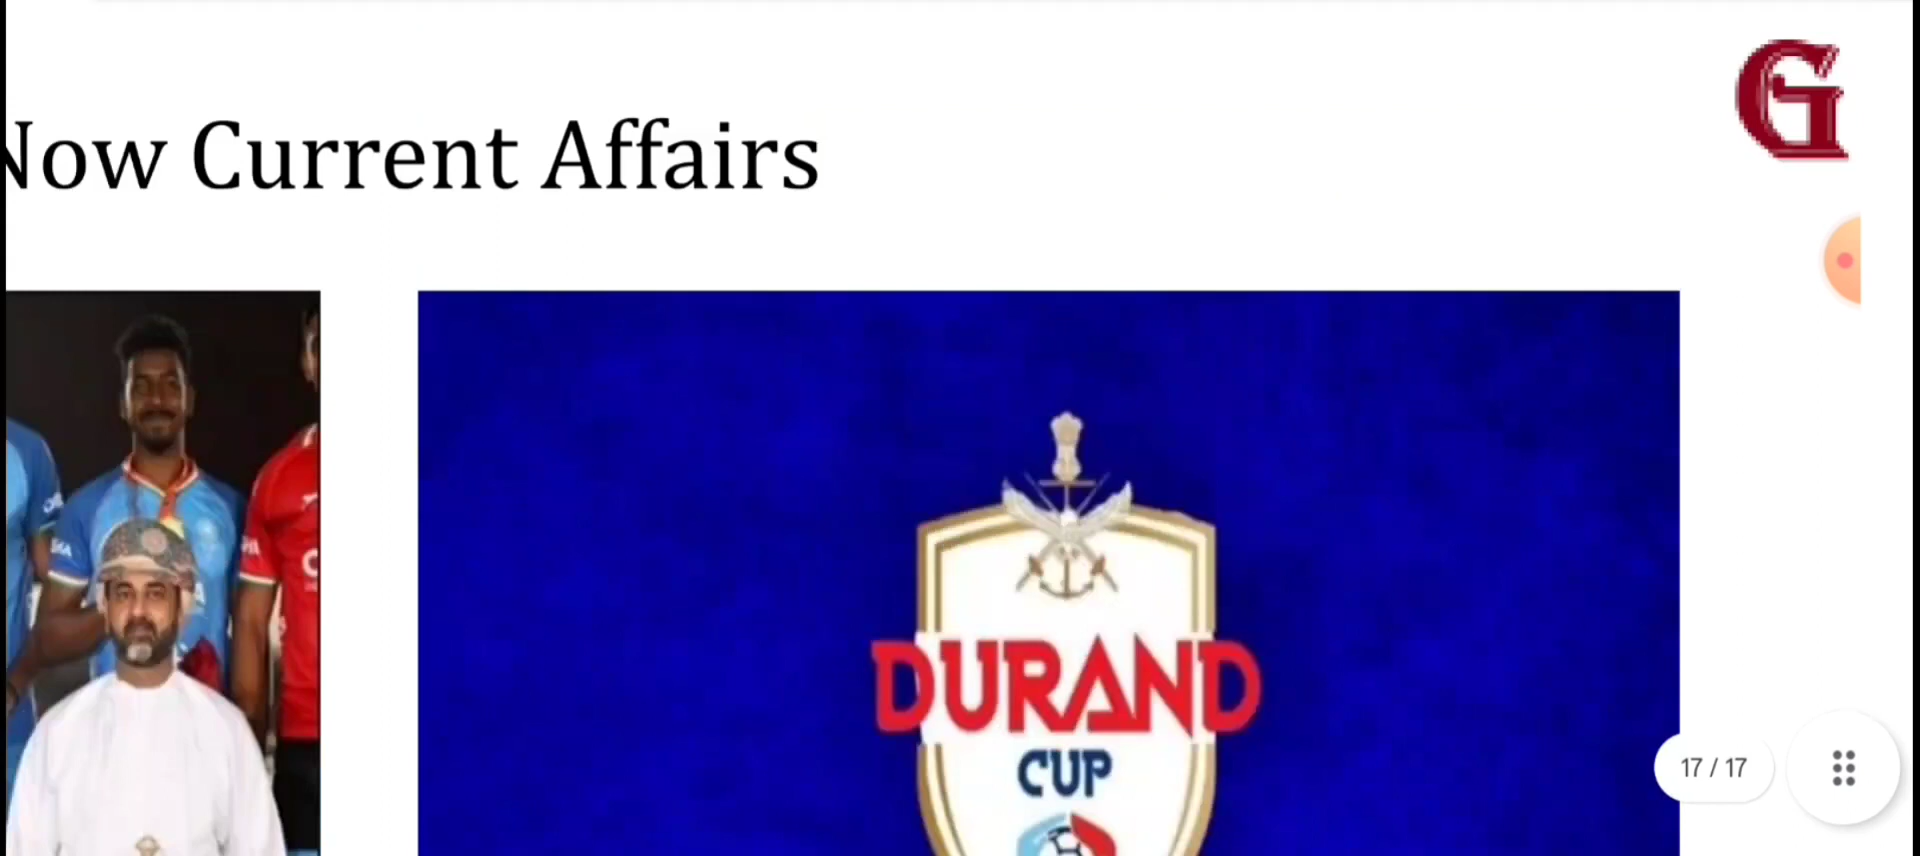 G
Now Current Affairs
DURAND
CUP
17 / 17